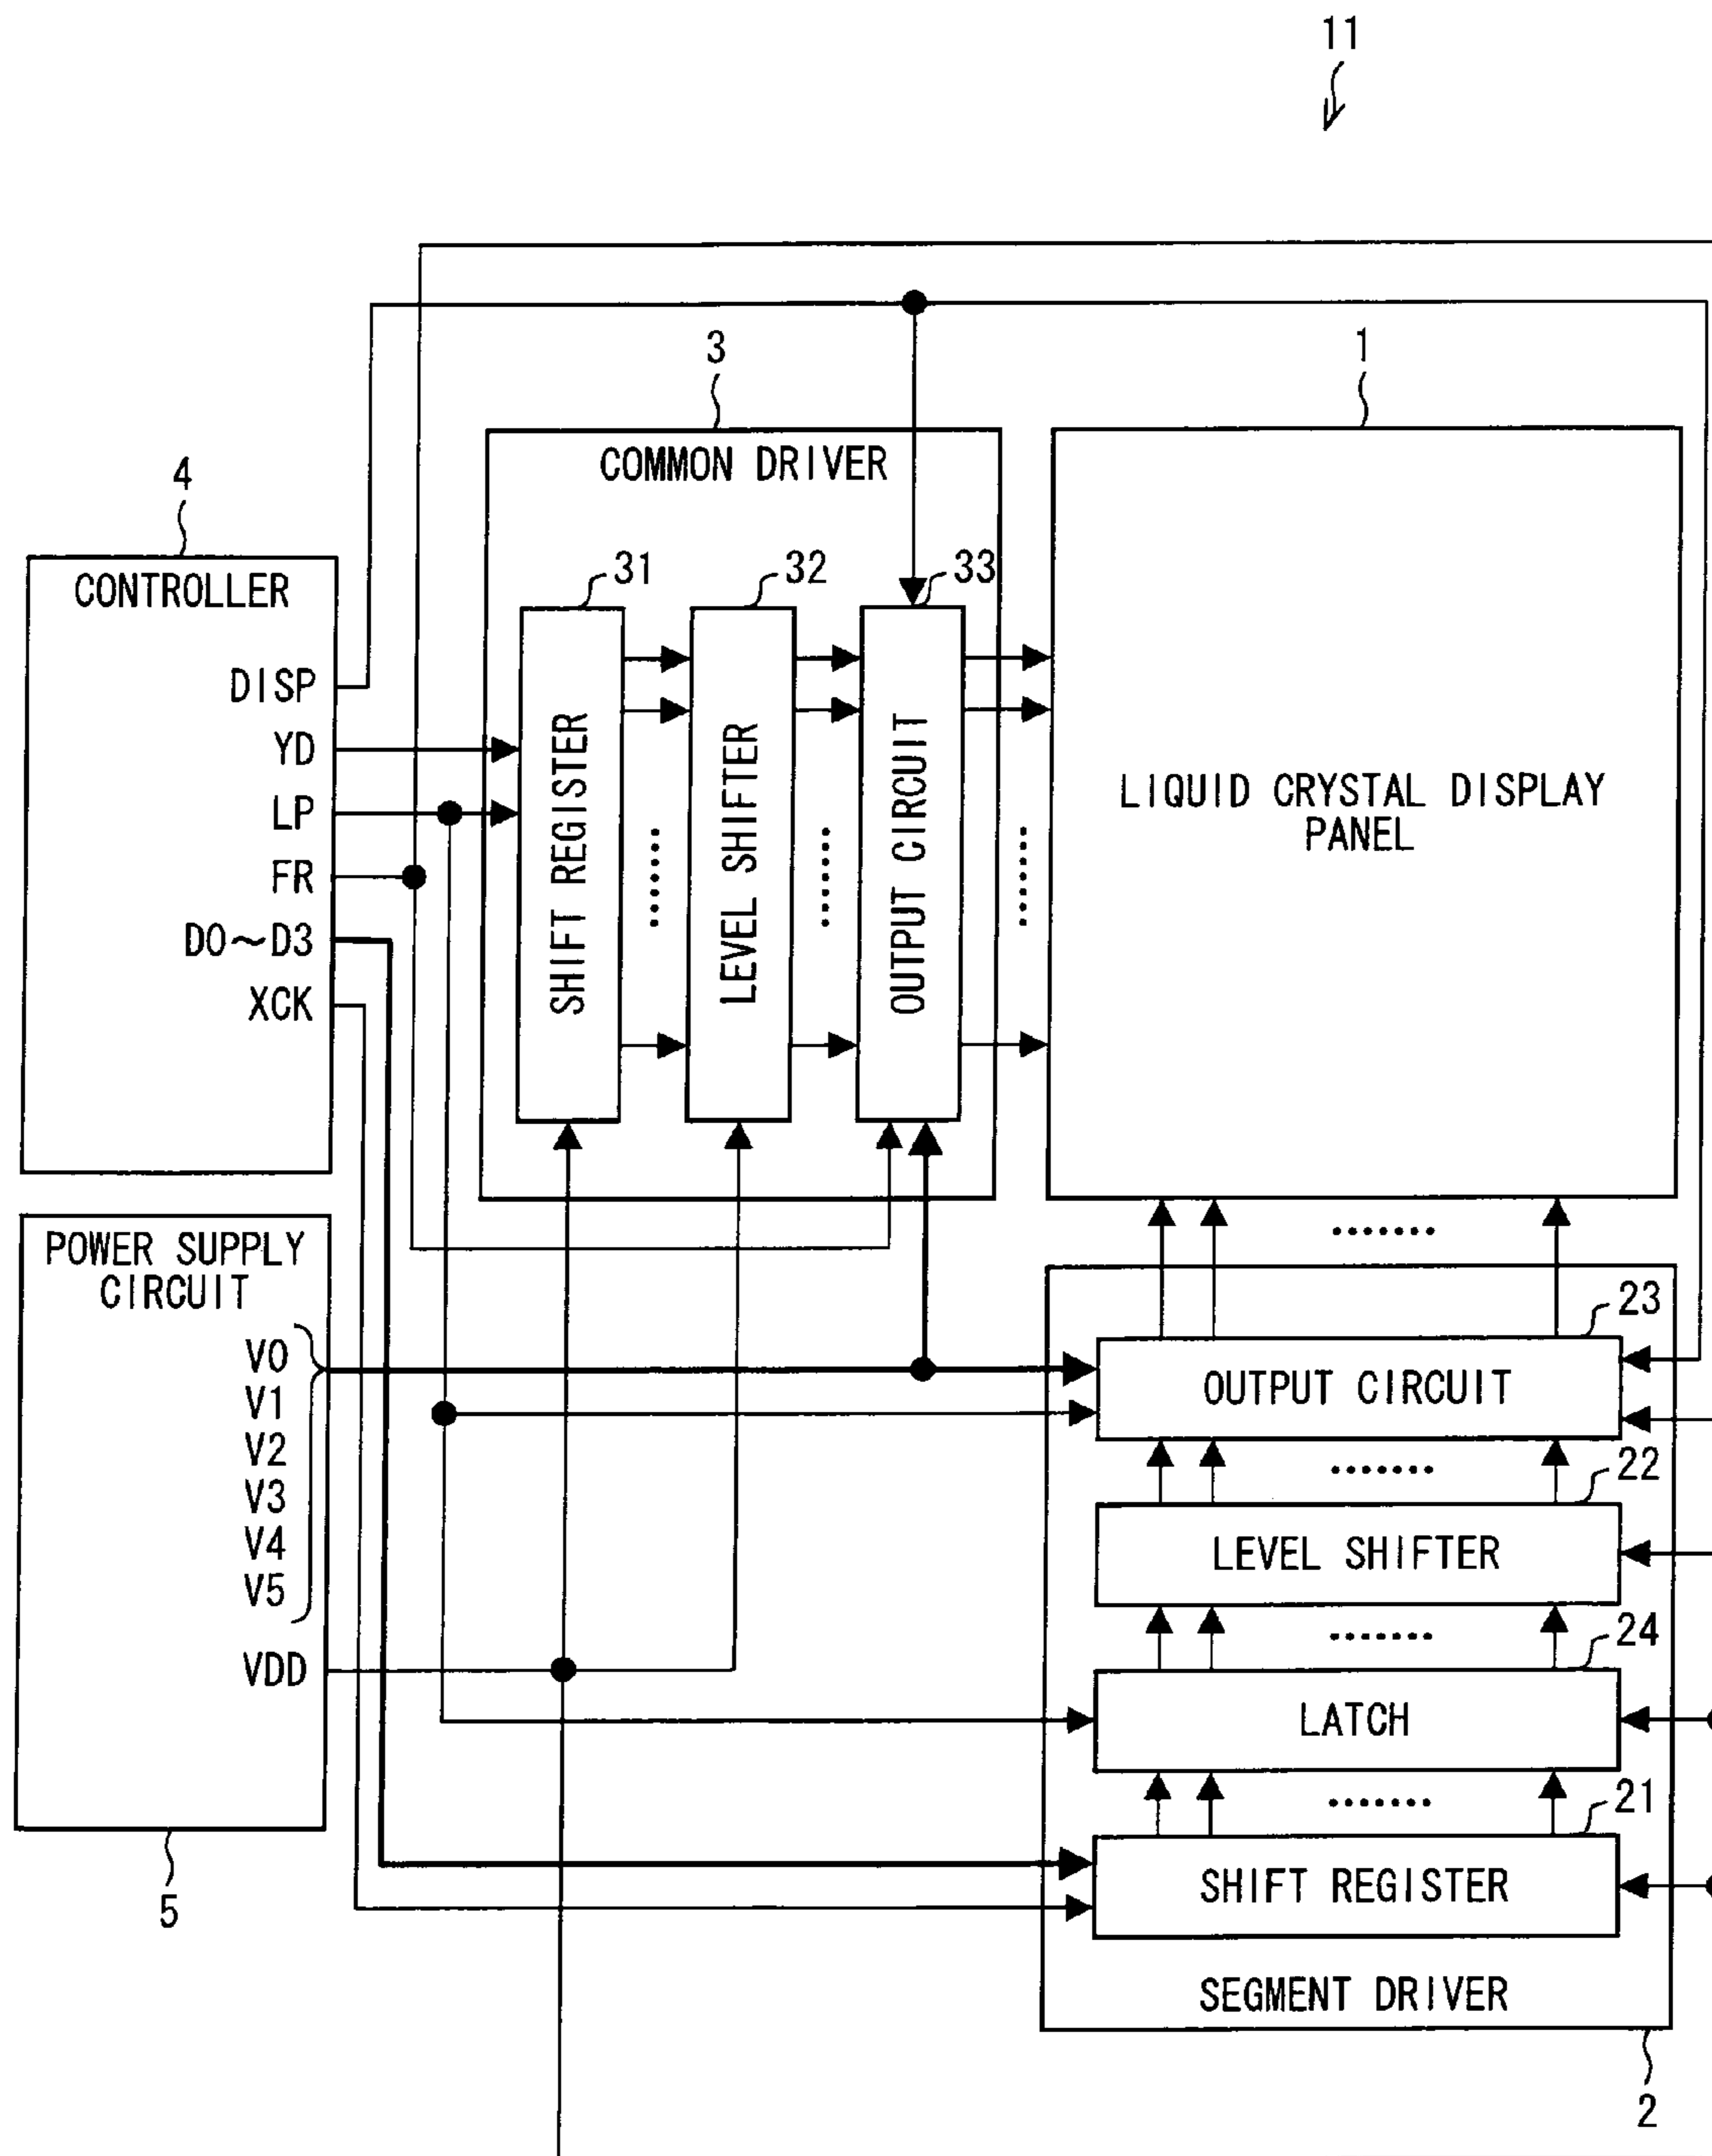 11
3
1
COMMON DRIVER
4
CONTROLLER
31
32
33
DISP
YD
LP
FR
D0~D3
XCK
SHIFT REGISTER
LEVEL SHIFTER
OUTPUT CIRCUIT
LIQUID CRYSTAL DISPLAY
PANEL
POWER SUPPLY
CIRCUIT
V0
V1
V2
V3
V4
V5
VDD
5
23
OUTPUT CIRCUIT
22
LEVEL SHIFTER
24
LATCH
21
SHIFT REGISTER
SEGMENT DRIVER
2